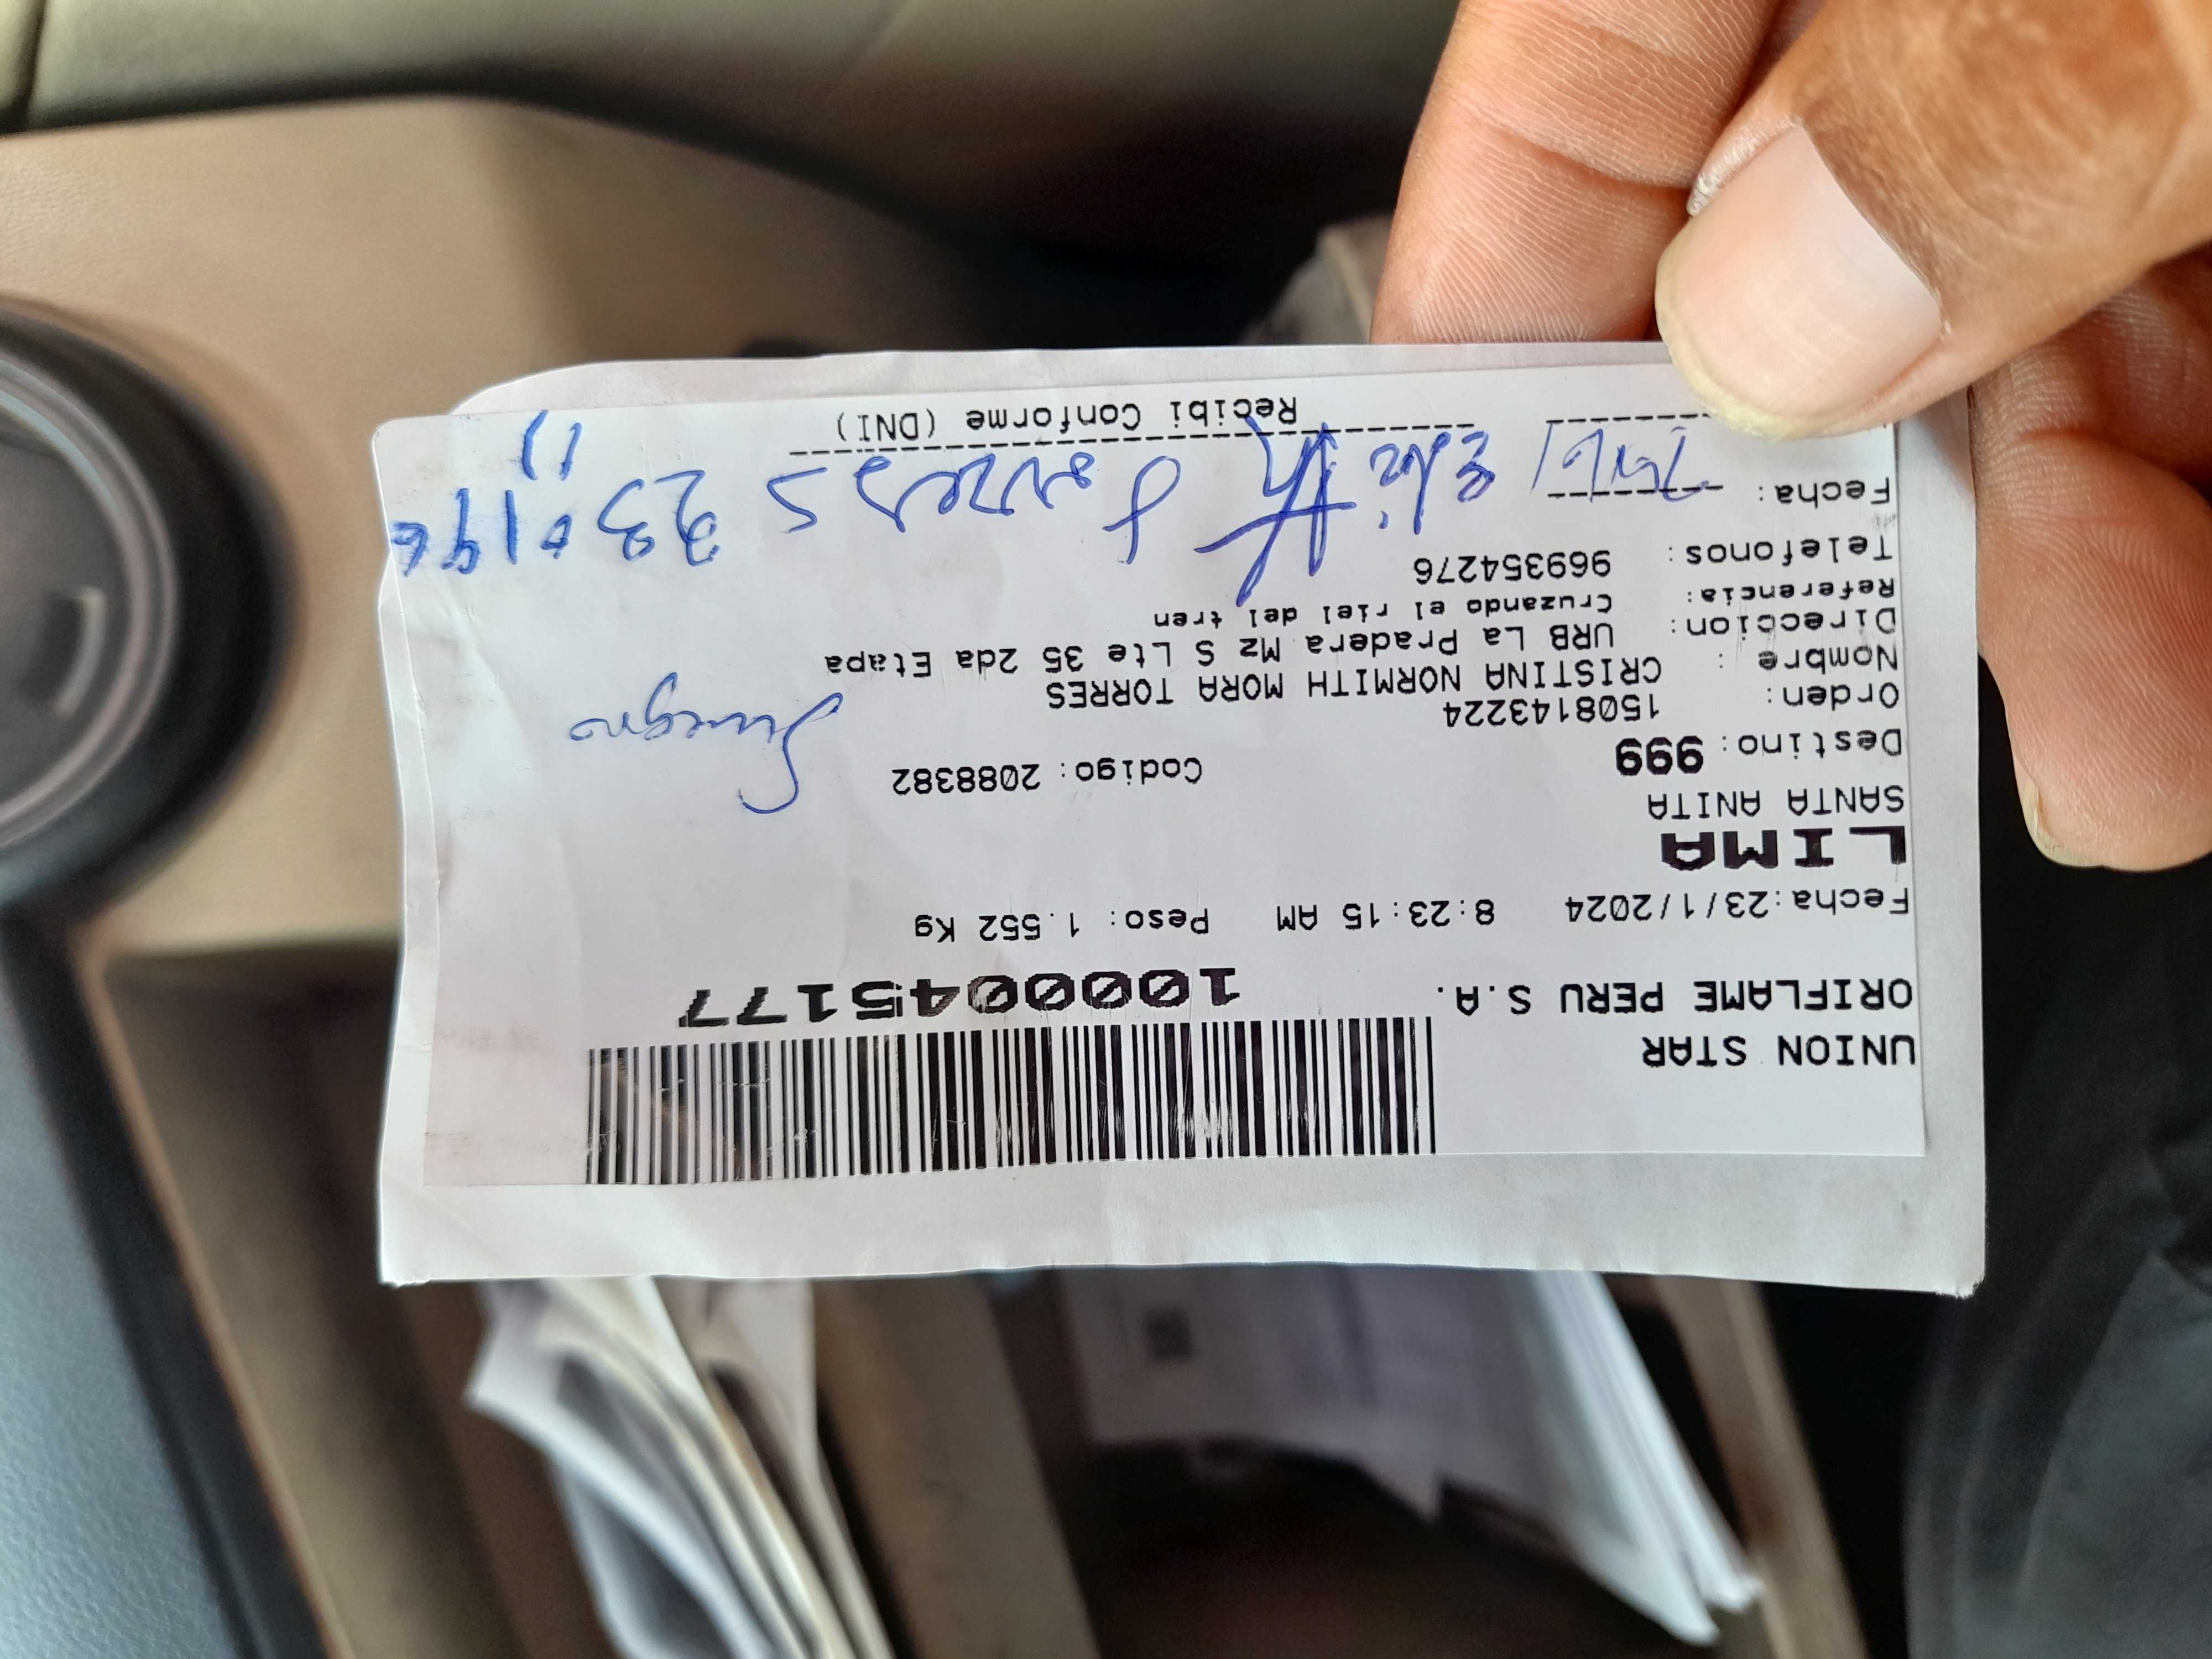 UNION STAR
ORIFLAME PERU S.A.
1000045177
Fecha:23/1/2024 8:23:15 AM Peso: 1.552 Kg
LIMA
SANTA ANITA
Destino: 999 Codigo: 2088382
Orden: 1508143224
Nombre : CRISTINA NORMITH MORA TORRES
Direccion: URB La Pradera Mz S Lte 35 2da Etapa
Referencia: Cruzando el riel del tren
Telefonos: 969354276
Fecha:
Recibi Conforme (DNI)
Suegra